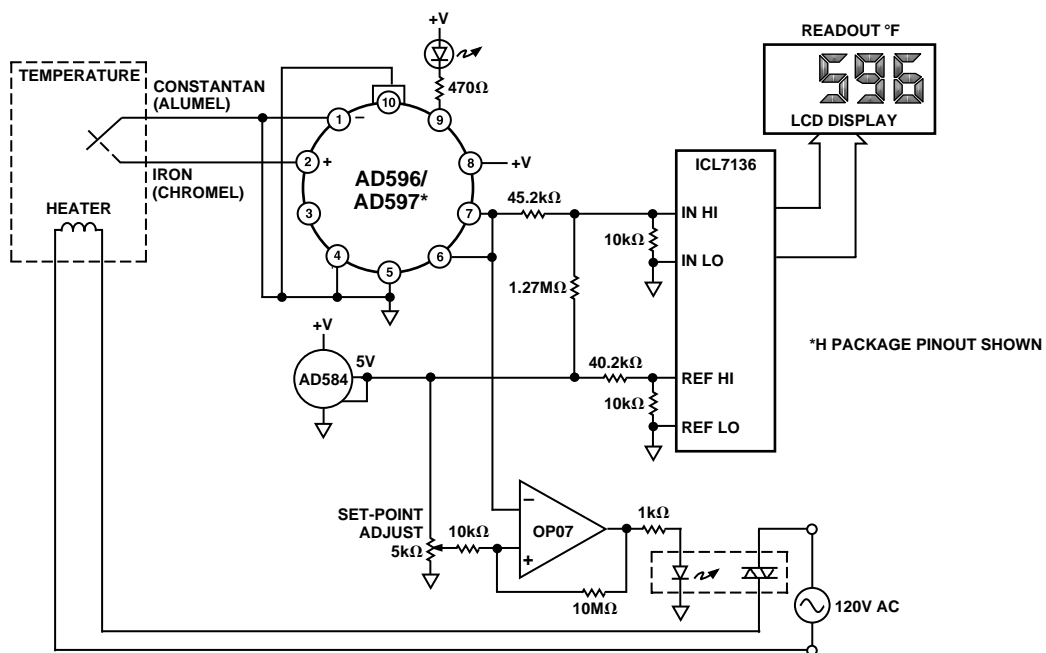 READOUT °F
596
LCD DISPLAY
+V
470Ω
TEMPERATURE
CONSTANTAN
(ALUMEL)
IRON
(CHROMEL)
HEATER
10
1
–
9
2
+
8
+V
AD596/
AD597*
3
7
4
6
5
45.2kΩ
ICL7136
IN HI
10kΩ
IN LO
1.27MΩ
*H PACKAGE PINOUT SHOWN
+V
AD584
5V
40.2kΩ
REF HI
10kΩ
REF LO
SET-POINT
ADJUST
5kΩ
10kΩ
–
OP07
+
10MΩ
1kΩ
120V AC